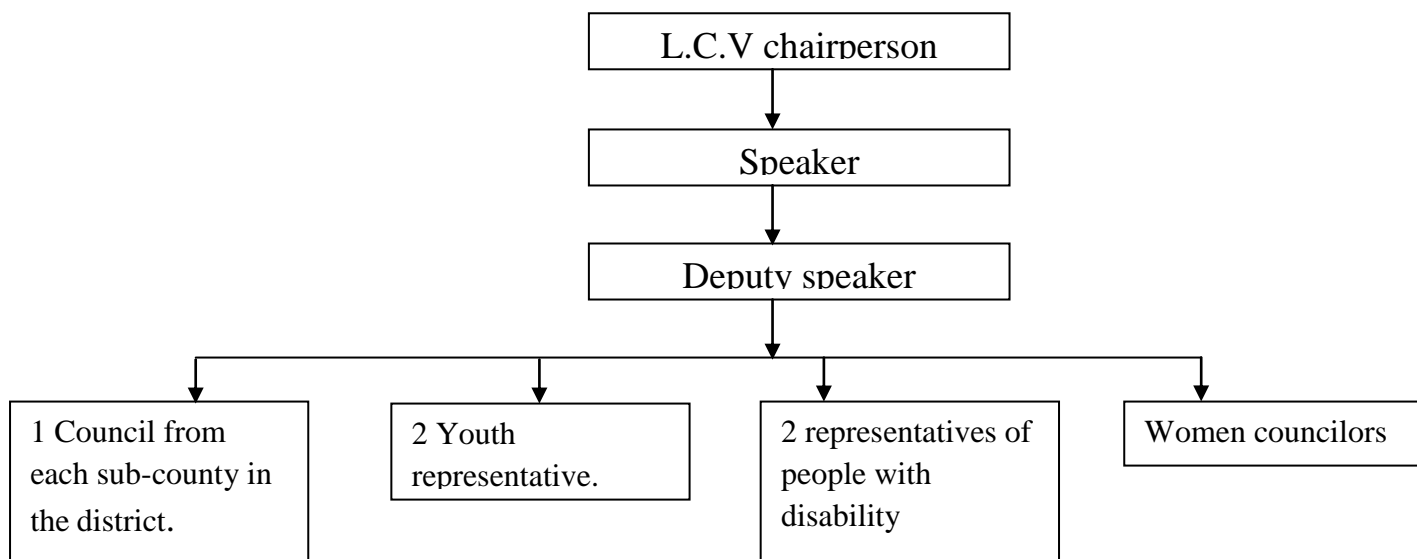 L.C.V chairperson
Speaker
Deputy speaker
1 Council from
each sub-county in
the district.
2 Youth
representative.
2 representatives of
people with
disability
Women councilors